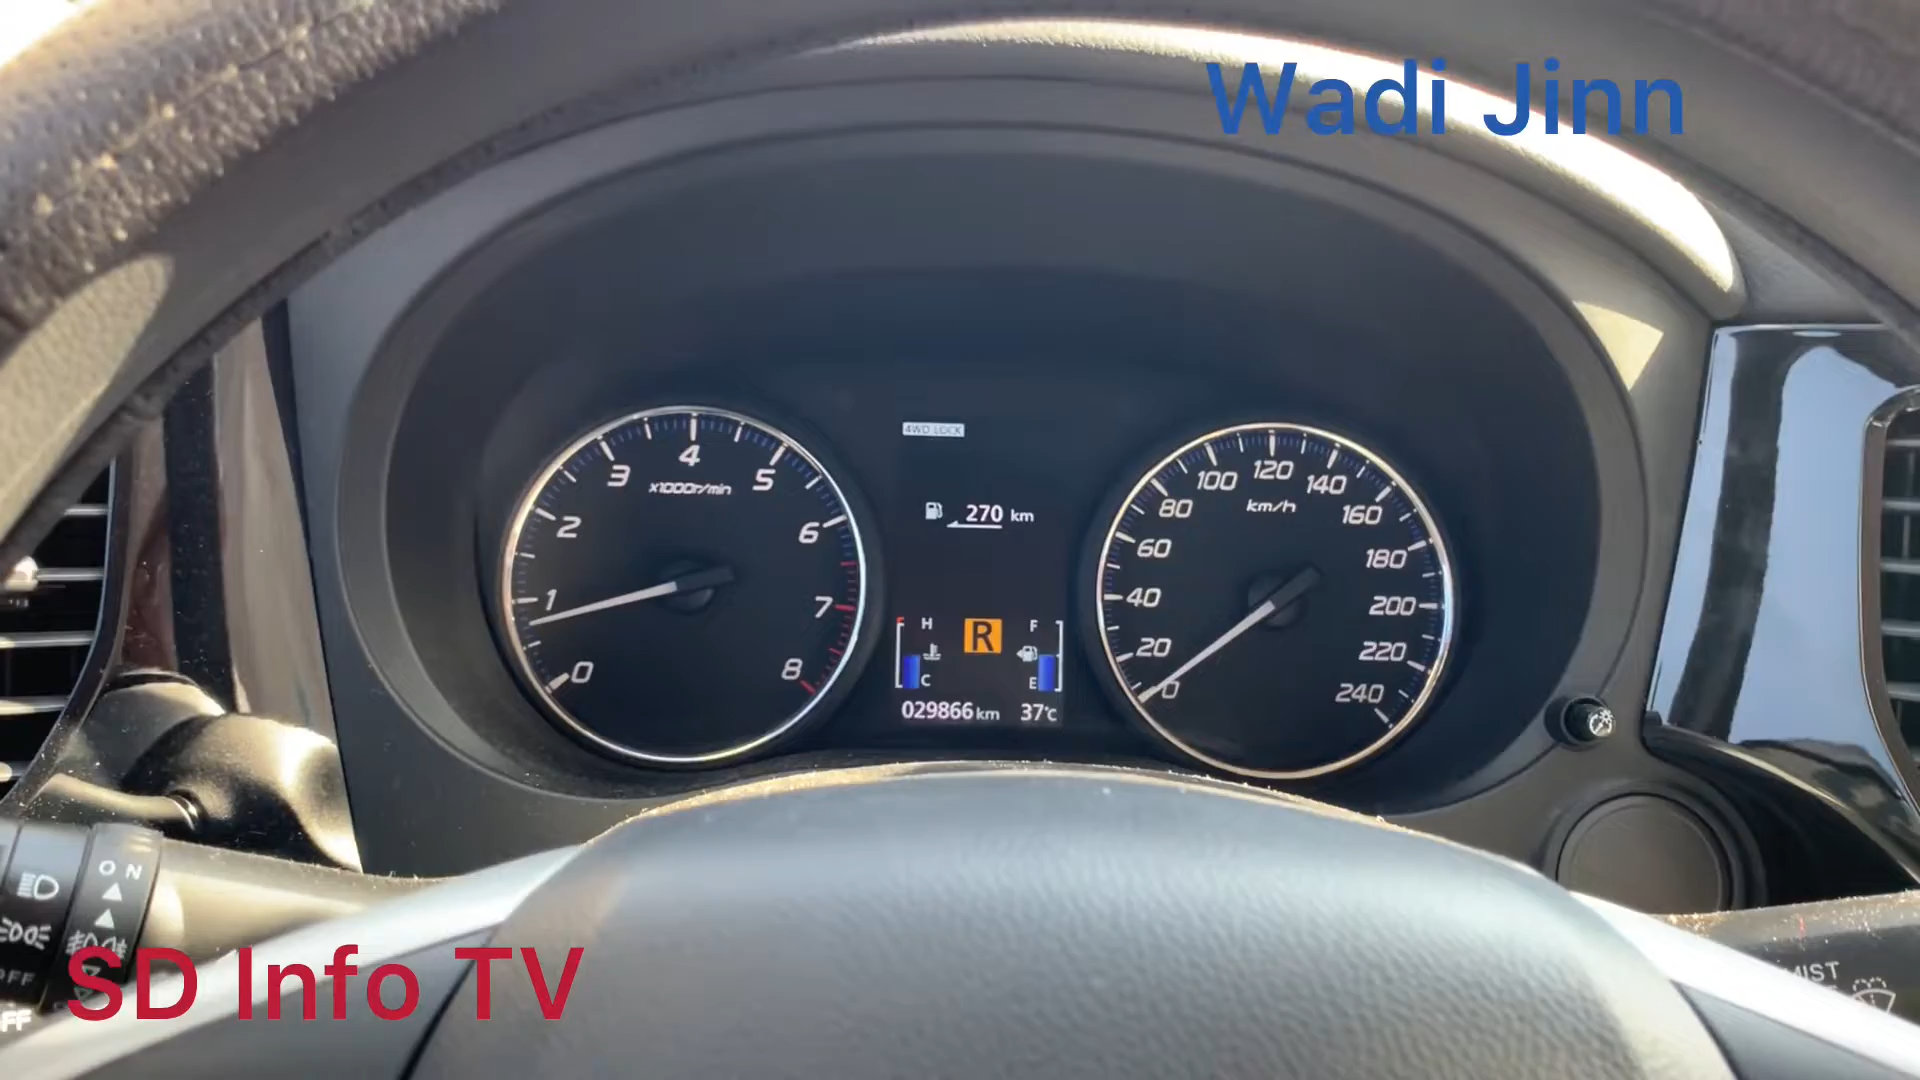 Wadi Jinn
4WD LOCK
0 1 2 3 4 5 6 7 8
x1000r/min
270 km
H R F
C E
029866 km 37°C
0 20 40 60 80 100 120 140 160 180 200 220 240
km/h
ON
OFF
SD Info TV
MIST